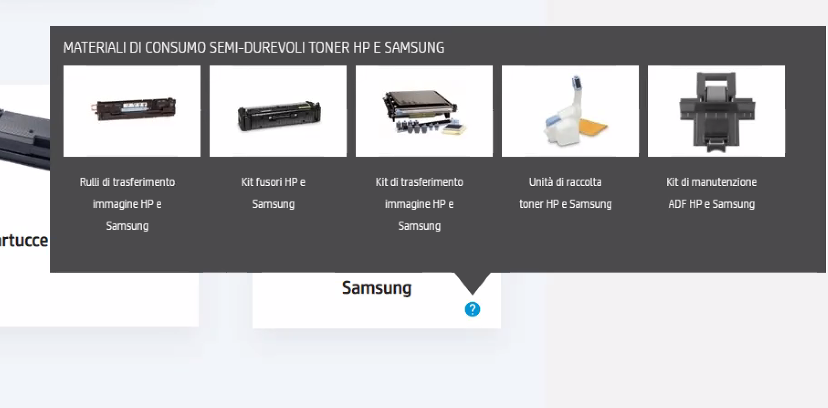 MATERIALI DI CONSUMO SEMI-DUREVOLI TONER HP E SAMSUNG
Rulli di trasferimento
immagine HP e
Samsung
Kit fusori HP e
Samsung
Kit di trasferimento
immagine HP e
Samsung
Unità di raccolta
toner HP e Samsung
Kit di manutenzione
ADF HP e Samsung
artucce
Samsung
?